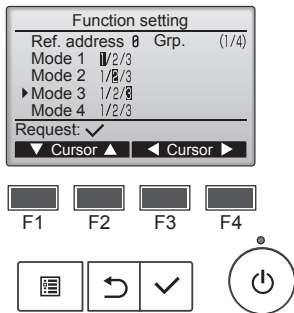 Function setting
Ref. address 0 Grp. (1/4)
Mode 1 1/2/3
Mode 2 1/2/3
Mode 3 1/2/3
Mode 4 1/2/3
Request: ✓
▼ Cursor ▲ ◀ Cursor ▶
F1 F2 F3 F4